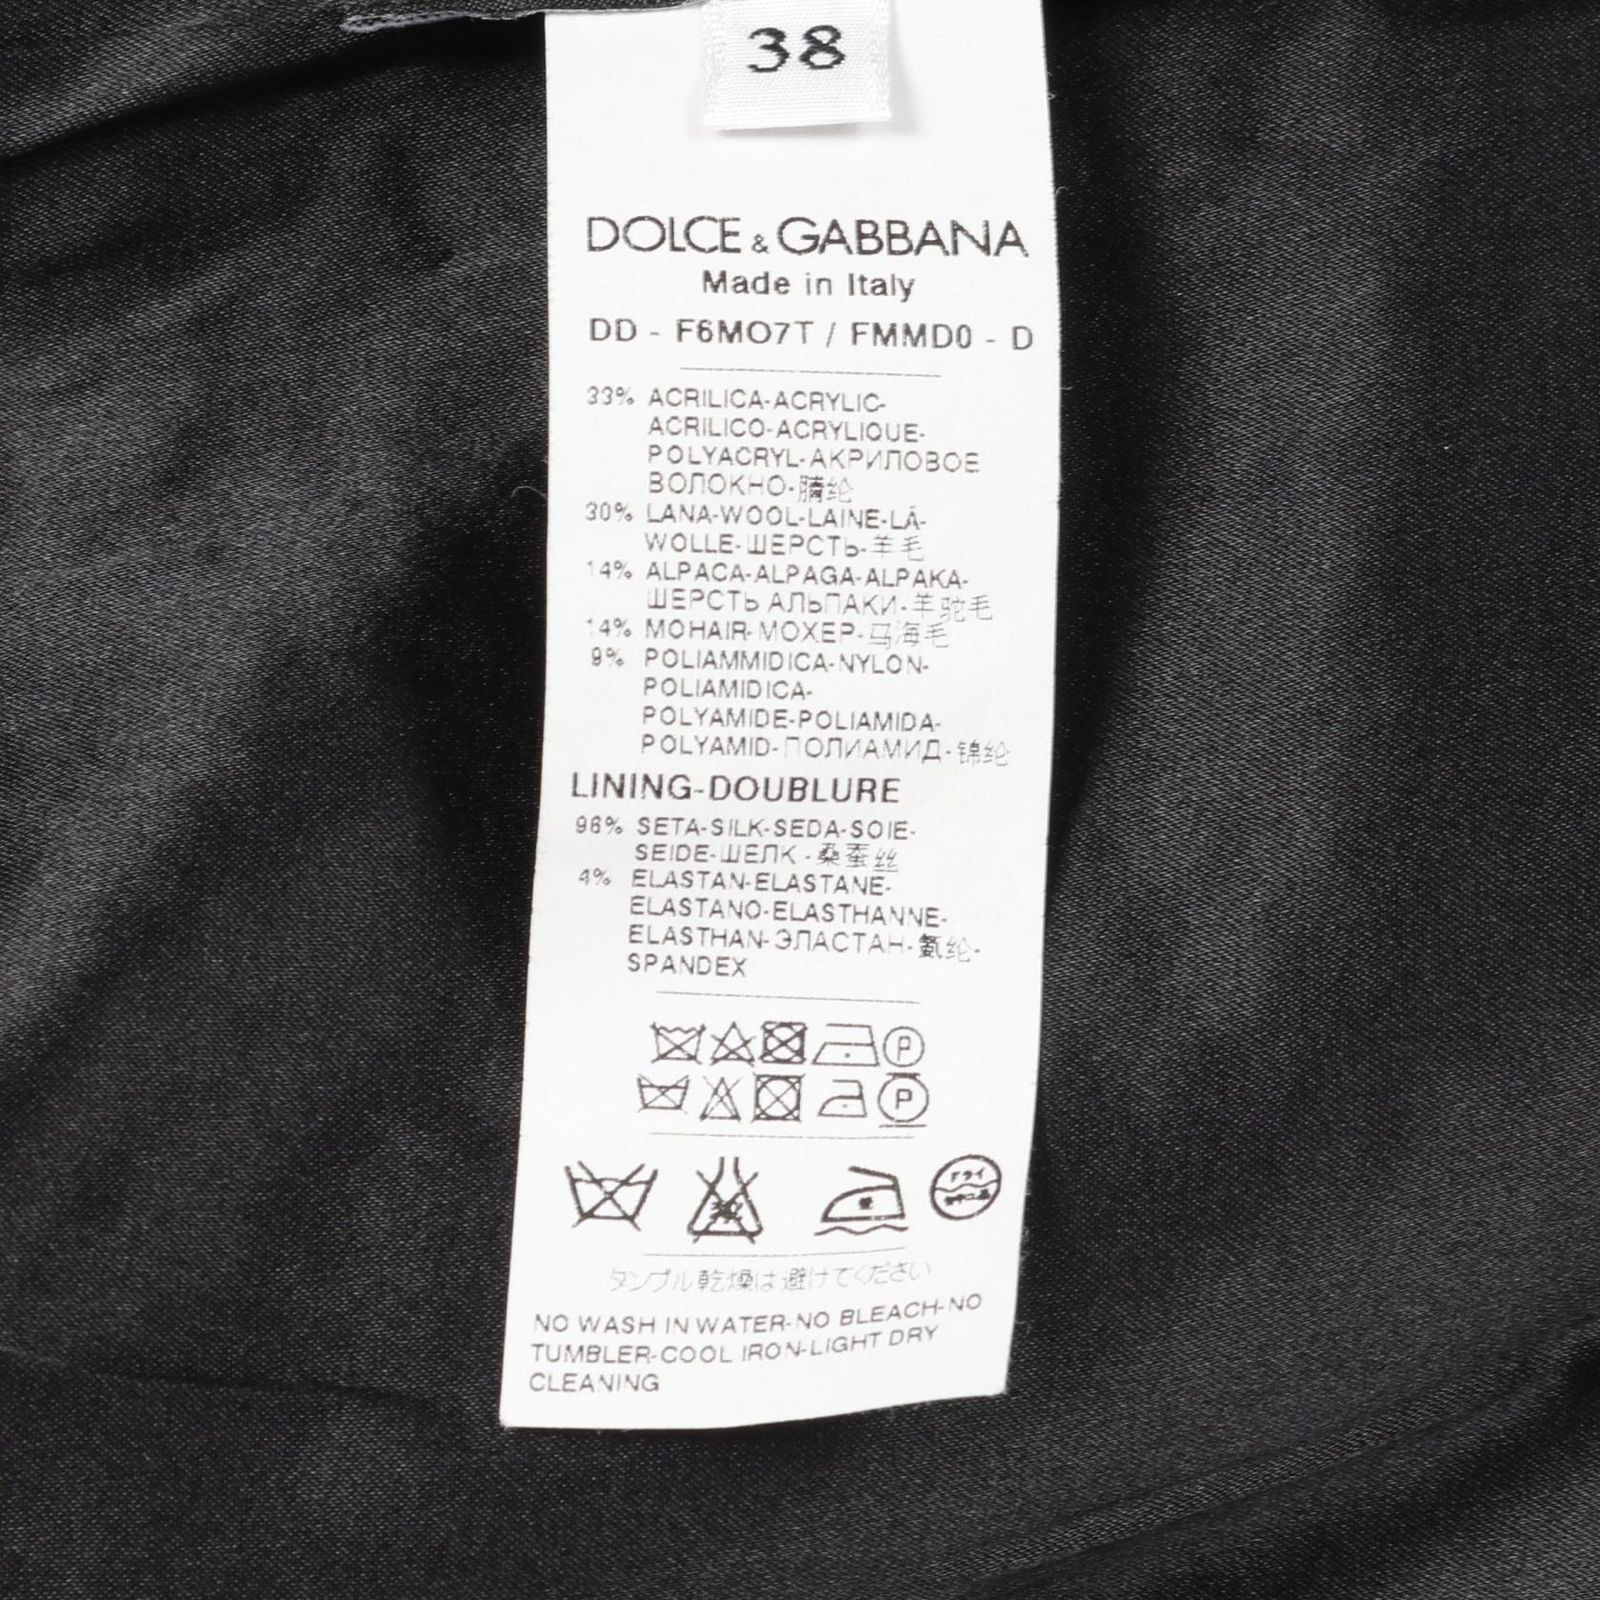 38
DOLCE & GABBANA
Made in Italy
DD - F6MO7T / FMMD0 - D
33% ACRILICA-ACRYLIC-
ACRILICO-ACRYLIQUE-
POLYACRYL-АКРИЛОВОЕ
ВОЛОКНО-腈纶
30% LANA-WOOL-LAINE-LÃ-
WOLLE-ШЕРСТЬ-羊毛
14% ALPACA-ALPAGA-ALPAKA-
ШЕРСТЬ АЛЬПАКИ-羊驼毛
14% MOHAIR-МОХЕР-马海毛
9% POLIAMMIDICA-NYLON-
POLIAMIDICA-
POLYAMIDE-POLIAMIDA-
POLYAMID-ПОЛИАМИД-锦纶
LINING-DOUBLURE
96% SETA-SILK-SEDA-SOIE-
SEIDE-ШЕЛК-桑蚕丝
4% ELASTAN-ELASTANE-
ELASTANO-ELASTHANNE-
ELASTHAN-ЭЛАСТАН-氨纶-
SPANDEX
P
P
ドライ
タンブル乾燥は避けてください
NO WASH IN WATER-NO BLEACH-NO
TUMBLER-COOL IRON-LIGHT DRY
CLEANING